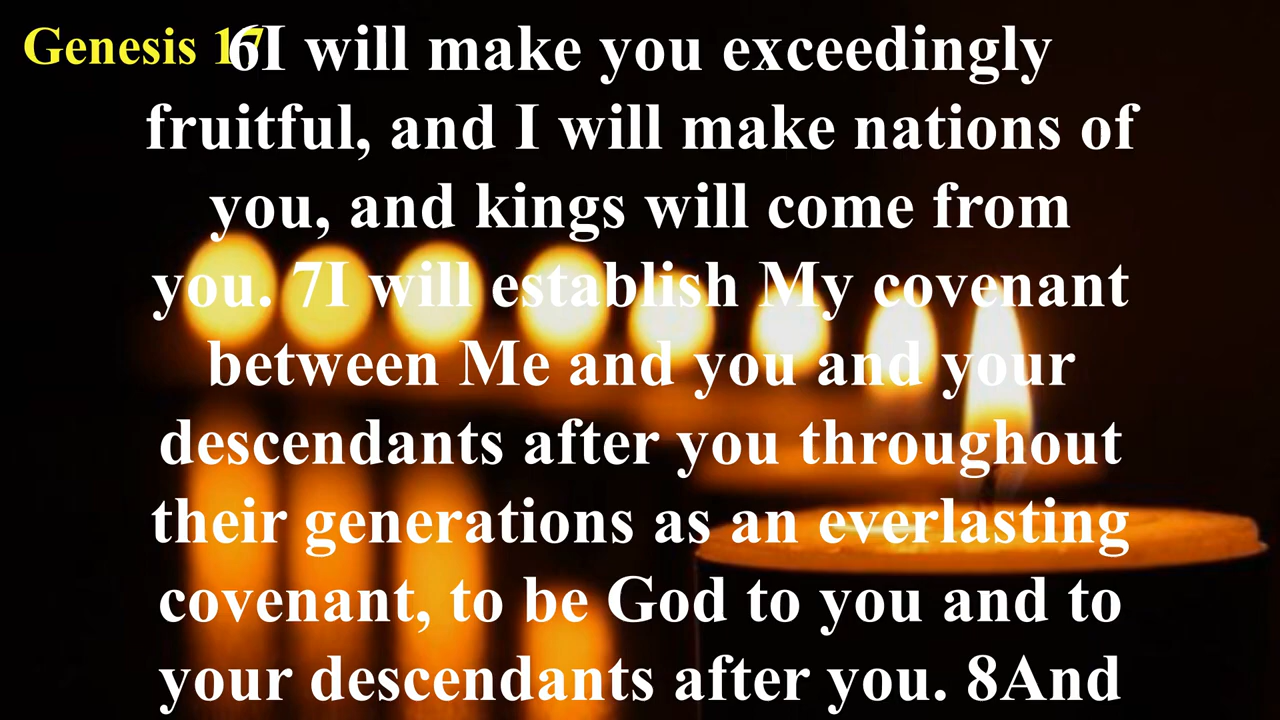 Genesis 17
6I will make you exceedingly
fruitful, and I will make nations of
you, and kings will come from
you. 7I will establish My covenant
between Me and you and your
descendants after you throughout
their generations as an everlasting
covenant, to be God to you and to
your descendants after you. 8And